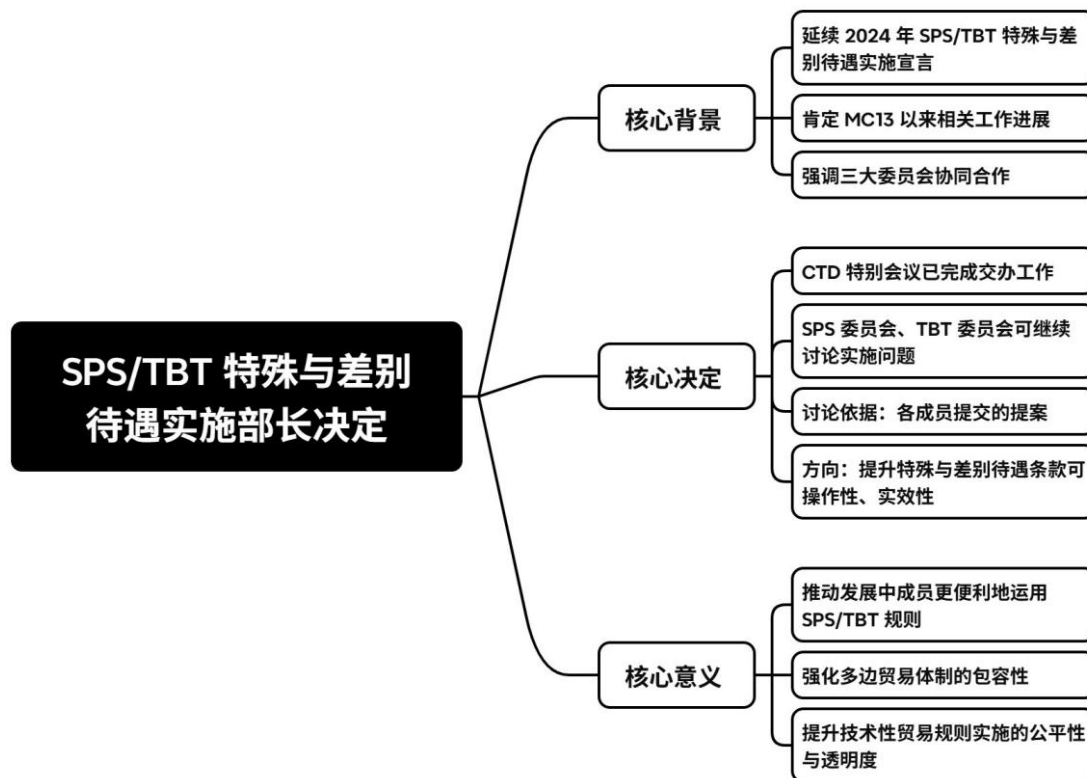 SPS/TBT 特殊与差别
待遇实施部长决定
核心背景
延续 2024 年 SPS/TBT 特殊与差
别待遇实施宣言
肯定 MC13 以来相关工作进展
强调三大委员会协同合作
核心决定
CTD 特别会议已完成交办工作
SPS 委员会、TBT 委员会可继续
讨论实施问题
讨论依据：各成员提交的提案
方向：提升特殊与差别待遇条款可
操作性、实效性
核心意义
推动发展中成员更便利地运用
SPS/TBT 规则
强化多边贸易体制的包容性
提升技术性贸易规则实施的公平性
与透明度